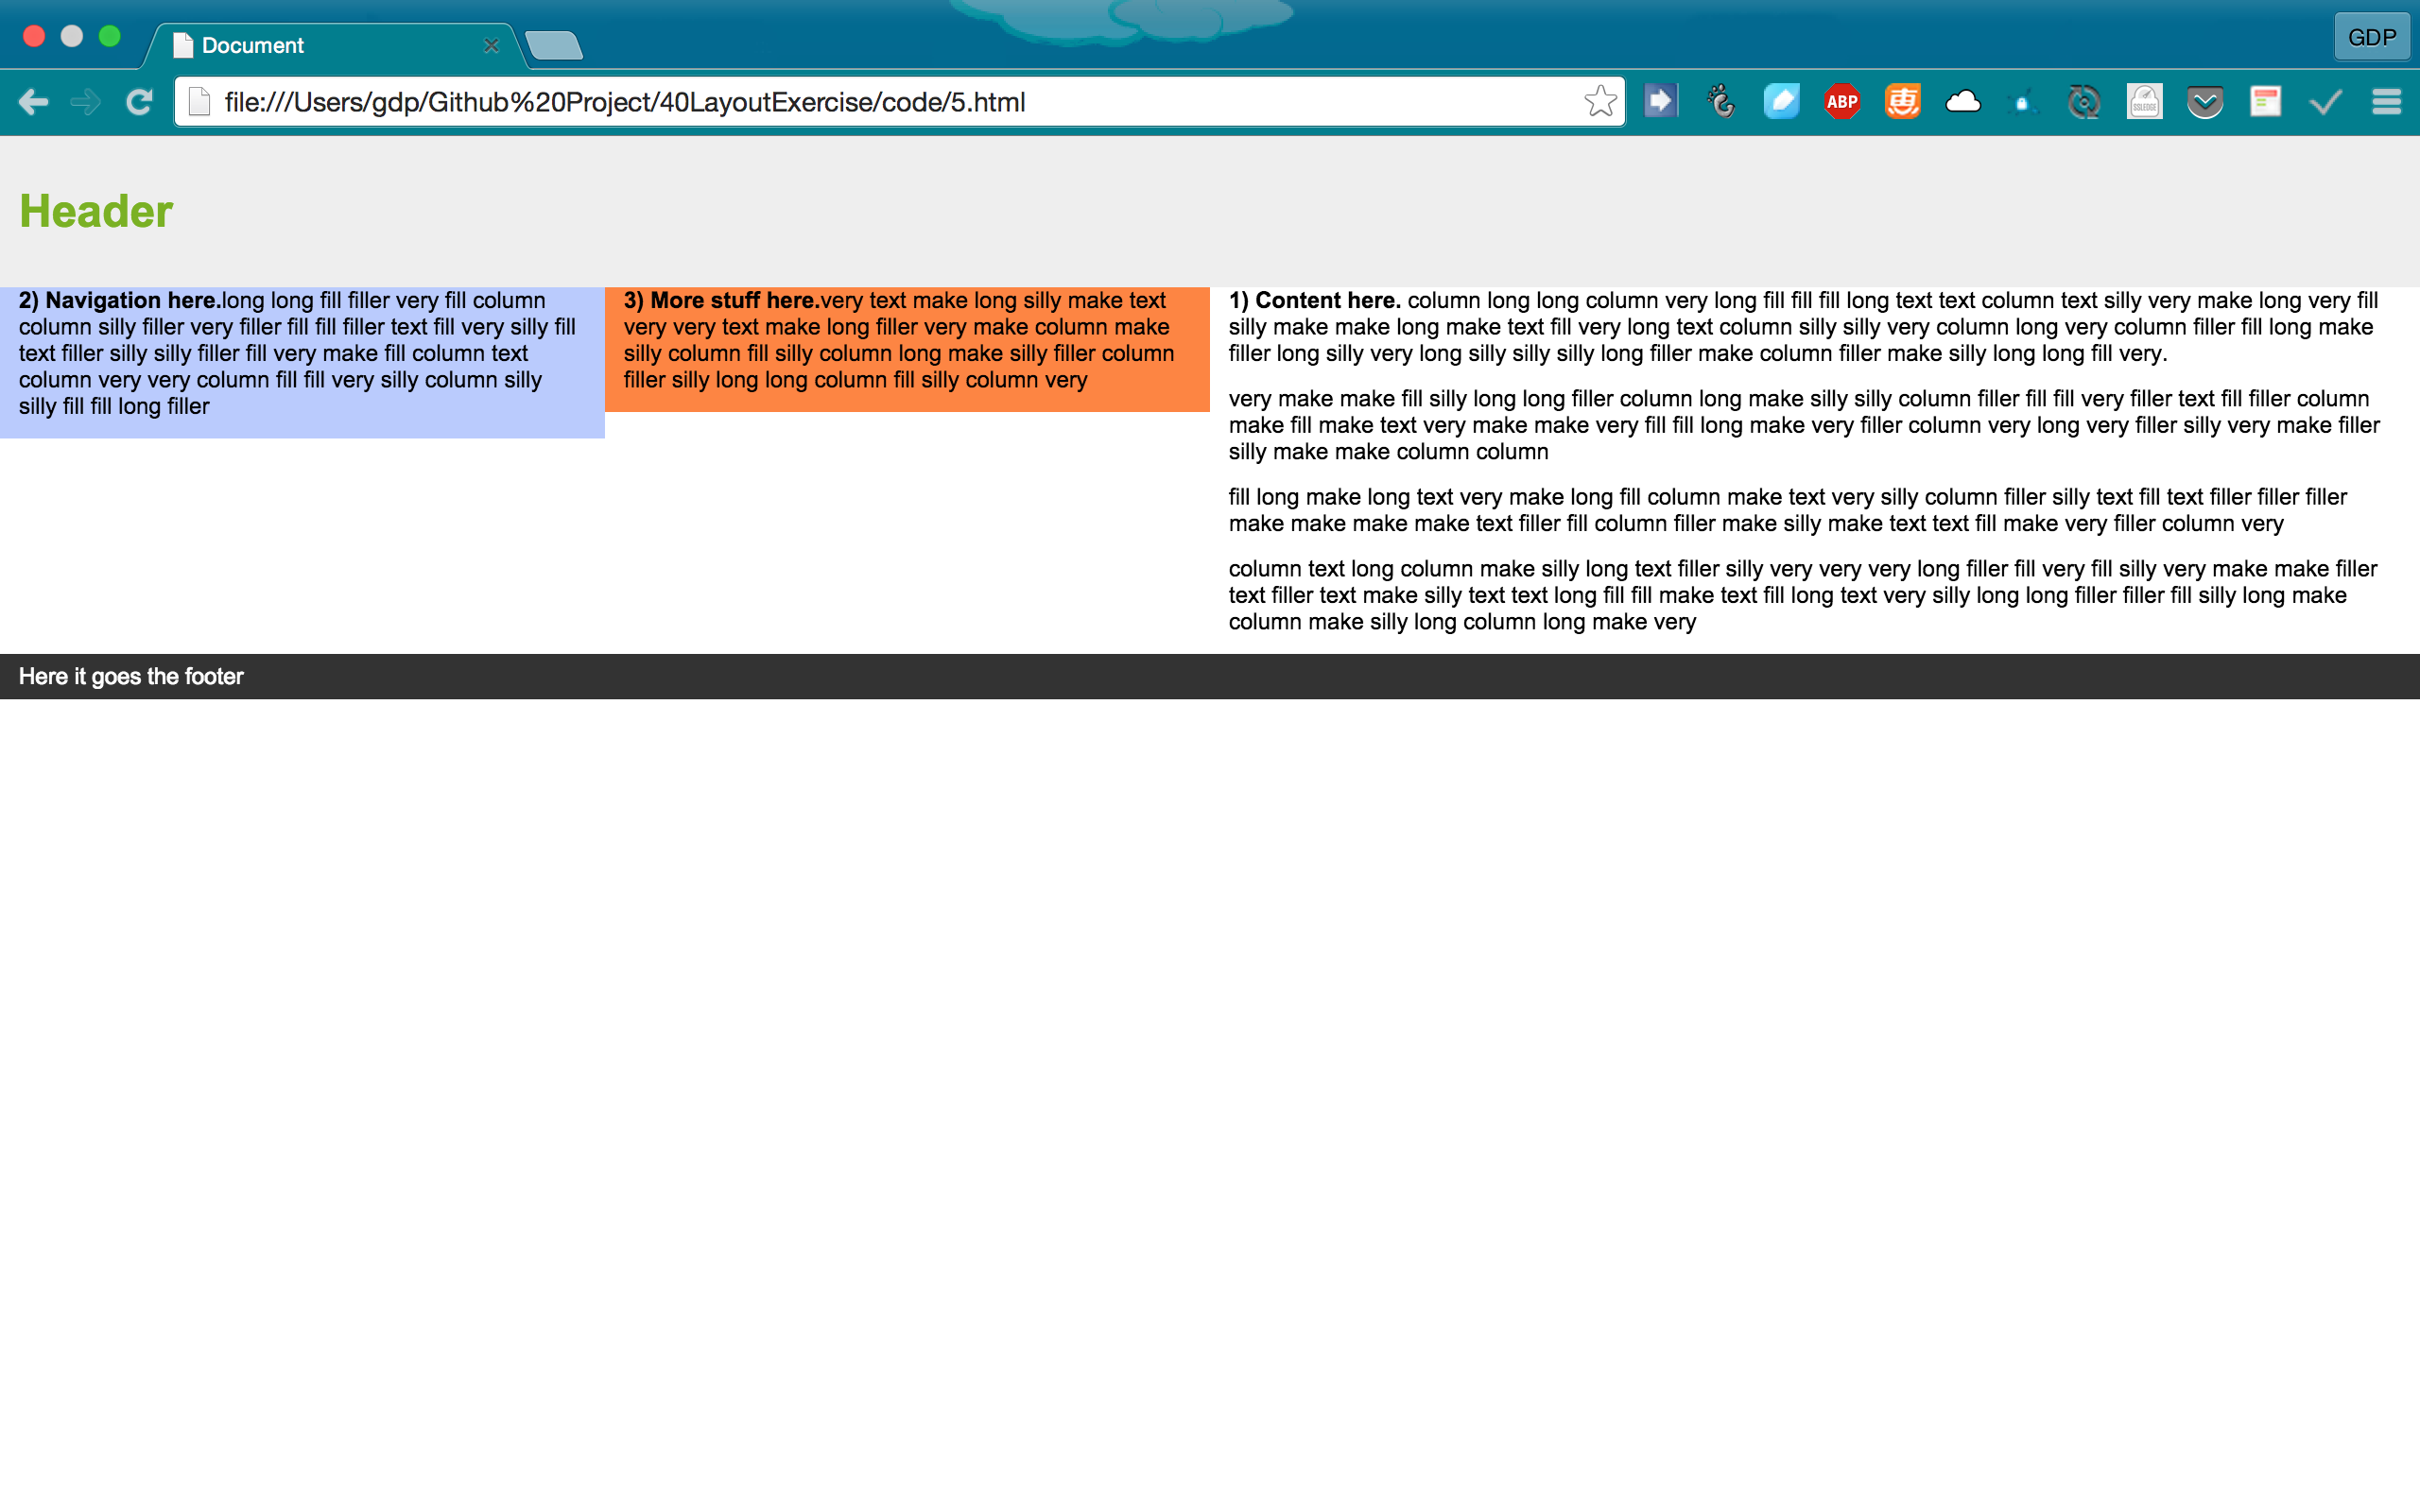 Document
GDP
file:///Users/gdp/Github%20Project/40LayoutExercise/code/5.html
ABP
惠
SSLEDGE
Header
2) Navigation here.long long fill filler very fill column
column silly filler very filler fill fill filler text fill very silly fill
text filler silly silly filler fill very make fill column text
column very very column fill fill very silly column silly
silly fill fill long filler
3) More stuff here.very text make long silly make text
very very text make long filler very make column make
silly column fill silly column long make silly filler column
filler silly long long column fill silly column very
1) Content here. column long long column very long fill fill fill long text text column text silly very make long very fill
silly make make long make text fill very long text column silly silly very column long very column filler fill long make
filler long silly very long silly silly silly long filler make column filler make silly long long fill very.
very make make fill silly long long filler column long make silly silly column filler fill fill very filler text fill filler column
make fill make text very make make very fill fill long make very filler column very long very filler silly very make filler
silly make make column column
fill long make long text very make long fill column make text very silly column filler silly text fill text filler filler filler
make make make make text filler fill column filler make silly make text text fill make very filler column very
column text long column make silly long text filler silly very very very long filler fill very fill silly very make make filler
text filler text make silly text text long fill fill make text fill long text very silly long long filler filler fill silly long make
column make silly long column long make very
Here it goes the footer